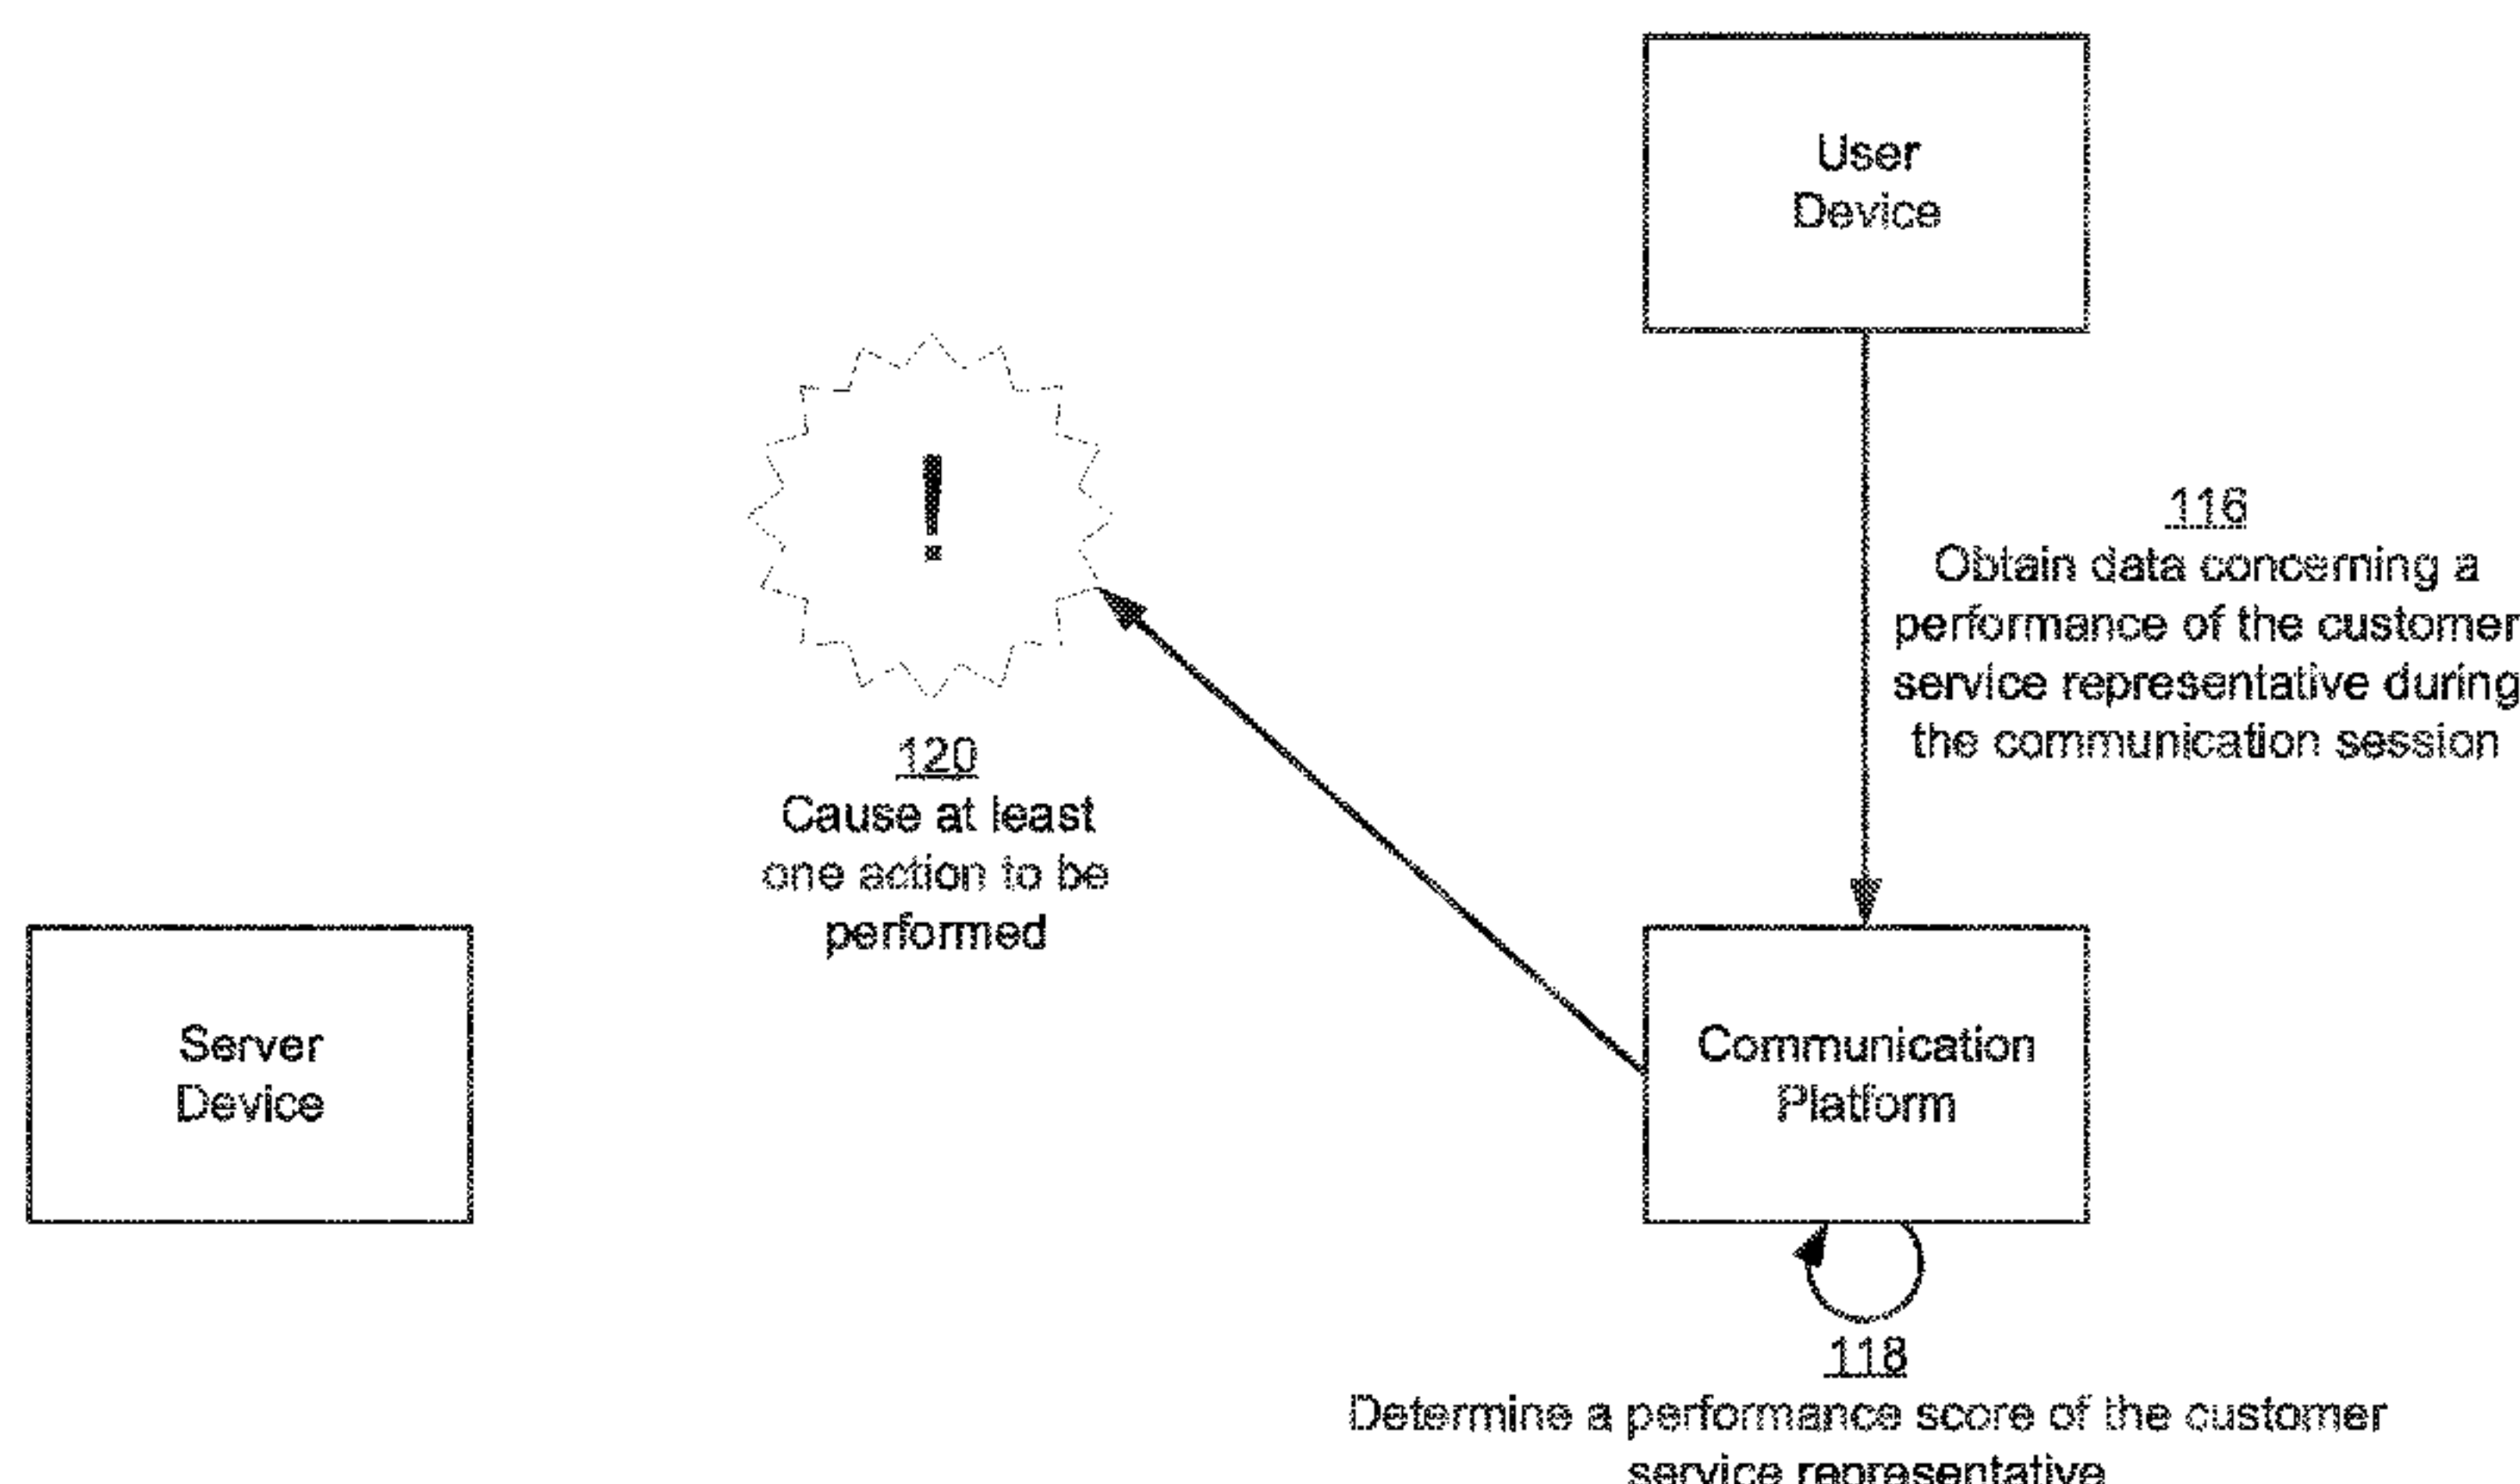 User
Device
116
Obtain data concerning a
performance of the customer
service representative during
the communication session
!
120
Cause at least
one action to be
performed
Server
Device
Communication
Platform
118
Determine a performance score of the customer
service representative